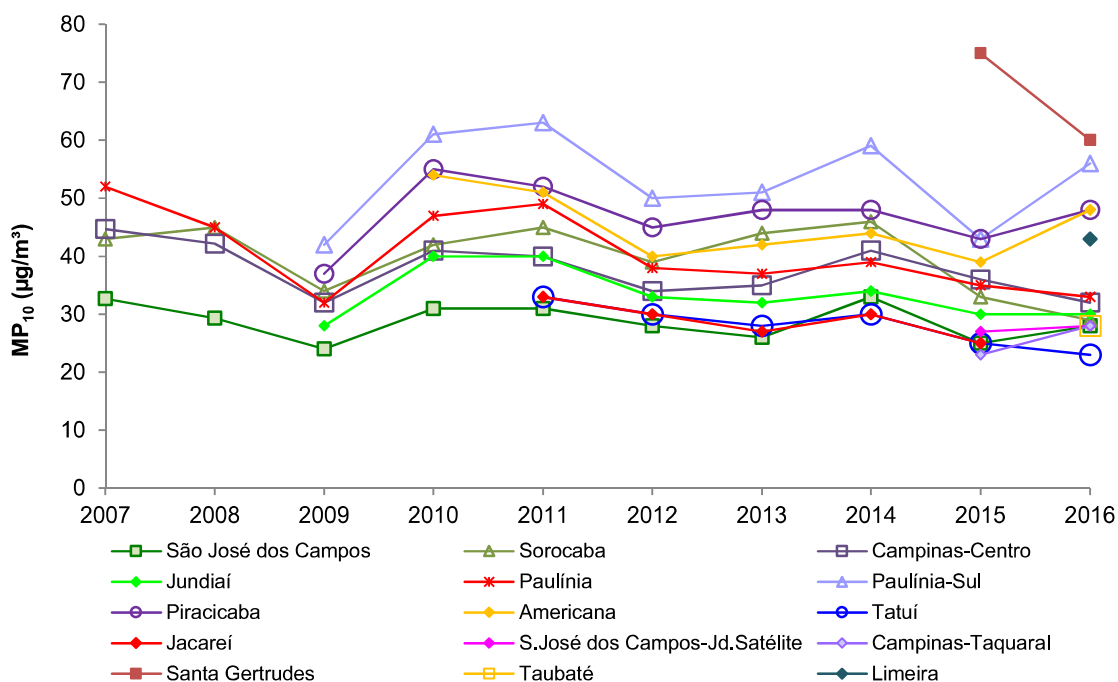 80
70
60
50
40
30
20
10
0
MP₁₀ (µg/m³)
2007 2008 2009 2010 2011 2012 2013 2014 2015 2016
São José dos Campos Sorocaba Campinas-Centro
Jundiaí Paulínia Paulínia-Sul
Piracicaba Americana Tatuí
Jacareí S.José dos Campos-Jd.Satélite Campinas-Taquaral
Santa Gertrudes Taubaté Limeira